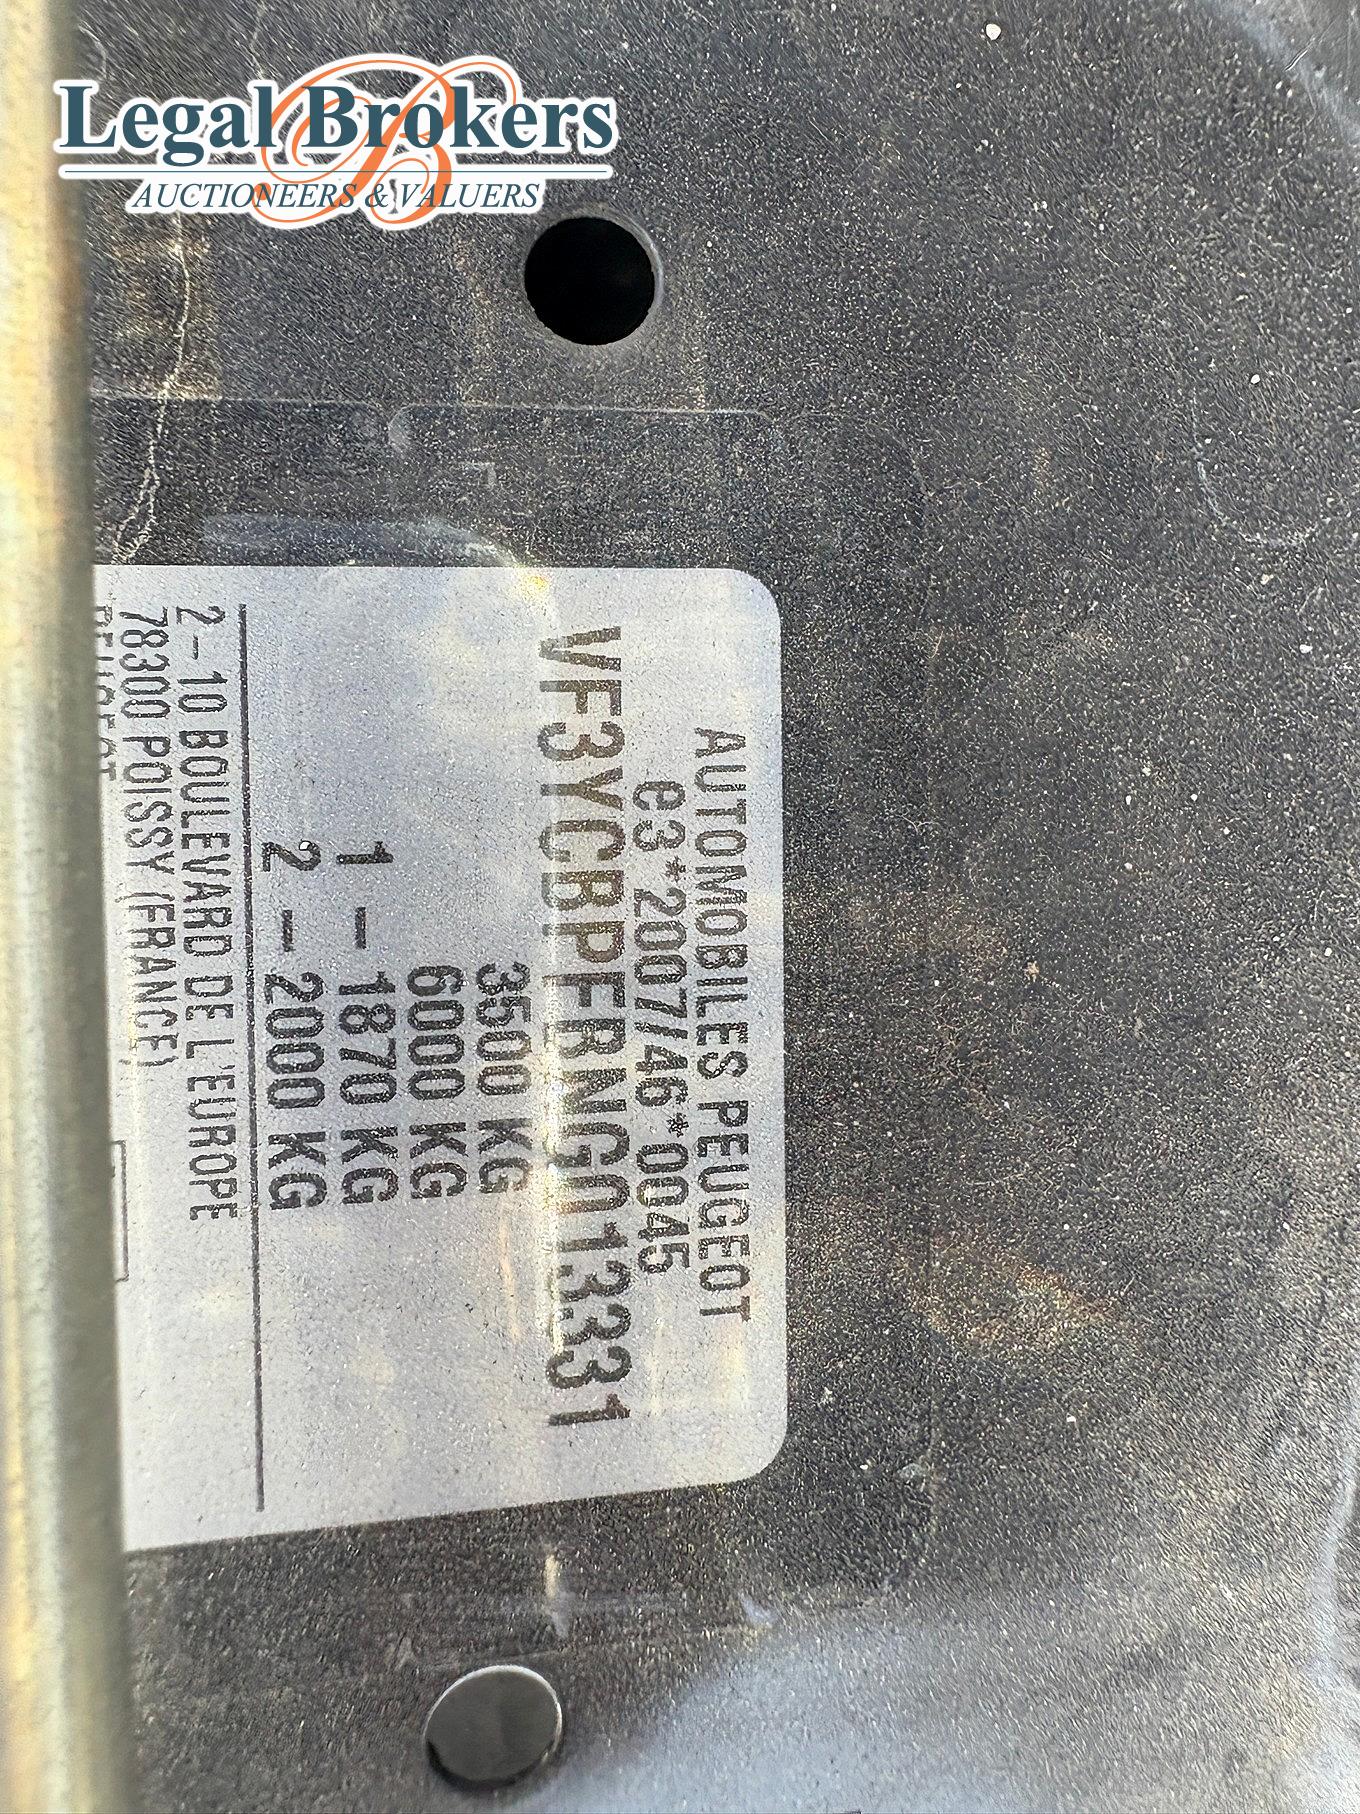 Legal Brokers
AUCTIONEERS & VALUERS
AUTOMOBILES PEUGEOT
e3*2007/46*0045
VF3YCBPFRNG013331
3500 KG
6000 KG
1 - 1870 KG
2 - 2000 KG
2-10 BOULEVARD DE L'EUROPE
78300 POISSY (FRANCE)
PEUGEOT